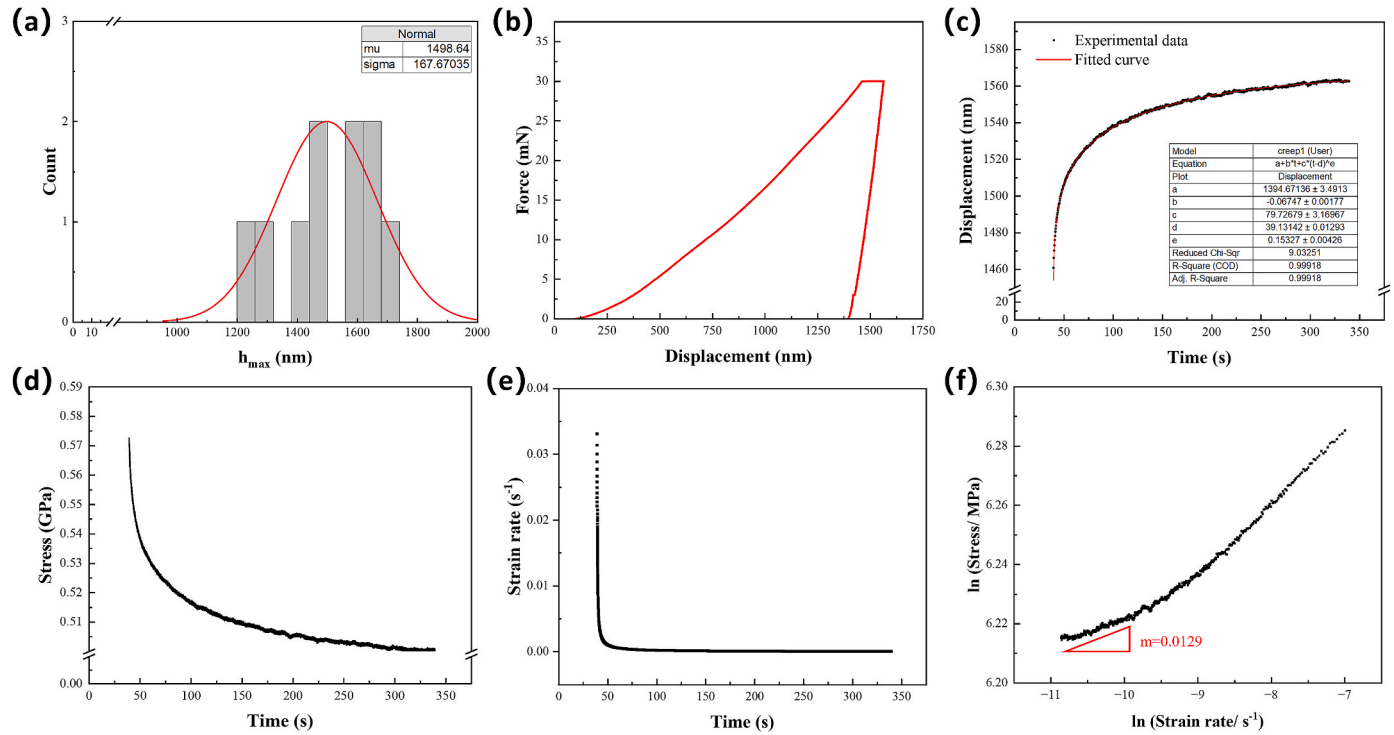 (a)
3
2
1
0
Count
Normal
mu 1498.64
sigma 167.67035
0 10 1000 1200 1400 1600 1800 2000
hmax (nm)
(b)
35
30
25
20
15
10
5
0
Force (mN)
0 250 500 750 1000 1250 1500 1750
Displacement (nm)
(c)
Experimental data
Fitted curve
1580
1560
1540
1520
1500
1480
1460
20
0
Displacement (nm)
Model creep1 (User)
Equation a+b*t+c*(t-d)^e
Plot Displacement
a 1394.67136 ± 3.4913
b -0.06747 ± 0.00177
c 79.72679 ± 3.16967
d 39.13142 ± 0.01293
e 0.15327 ± 0.00426
Reduced Chi-Sqr 9.03251
R-Square (COD) 0.99918
Adj. R-Square 0.99918
0 50 100 150 200 250 300 350
Time (s)
(d)
0.59
0.58
0.57
0.56
0.55
0.54
0.53
0.52
0.51
0.00
Stress (GPa)
0 50 100 150 200 250 300 350
Time (s)
(e)
0.04
0.03
0.02
0.01
0.00
Strain rate (s⁻¹)
0 50 100 150 200 250 300 350
Time (s)
(f)
6.30
6.28
6.26
6.24
6.22
6.20
ln (Stress/ MPa)
m=0.0129
−11 −10 −9 −8 −7
ln (Strain rate/ s⁻¹)